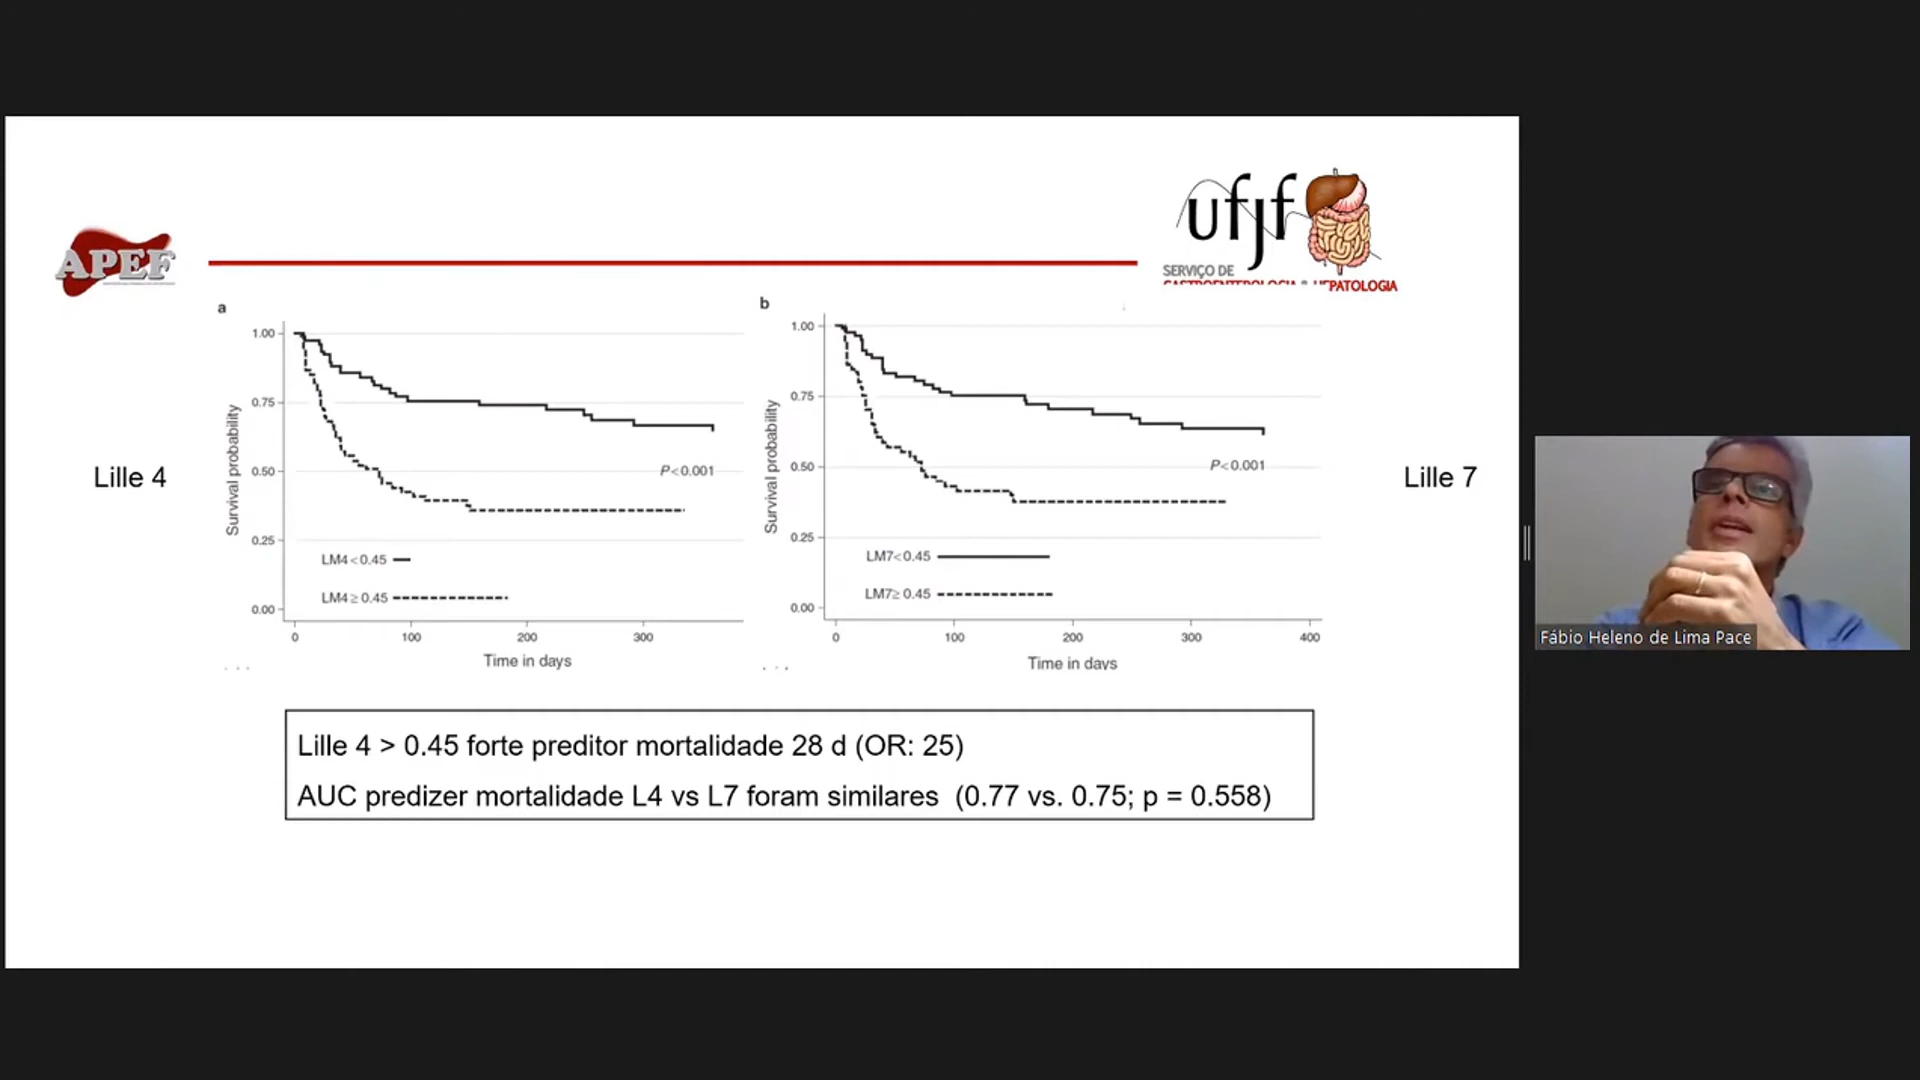 APEF
ufjf
SERVIÇO DE
GASTROENTEROLOGIA & HEPATOLOGIA
a
1.00
0.75
0.50
0.25
0.00
Survival probability
P<0.001
LM4<0.45
LM4≥0.45
0 100 200 300
Time in days
b
1.00
0.75
0.50
0.25
0.00
Survival probability
P<0.001
LM7<0.45
LM7≥0.45
0 100 200 300 400
Time in days
Lille 4
Lille 7
Lille 4 > 0.45 forte preditor mortalidade 28 d (OR: 25)
AUC predizer mortalidade L4 vs L7 foram similares (0.77 vs. 0.75; p = 0.558)
Fábio Heleno de Lima Pace